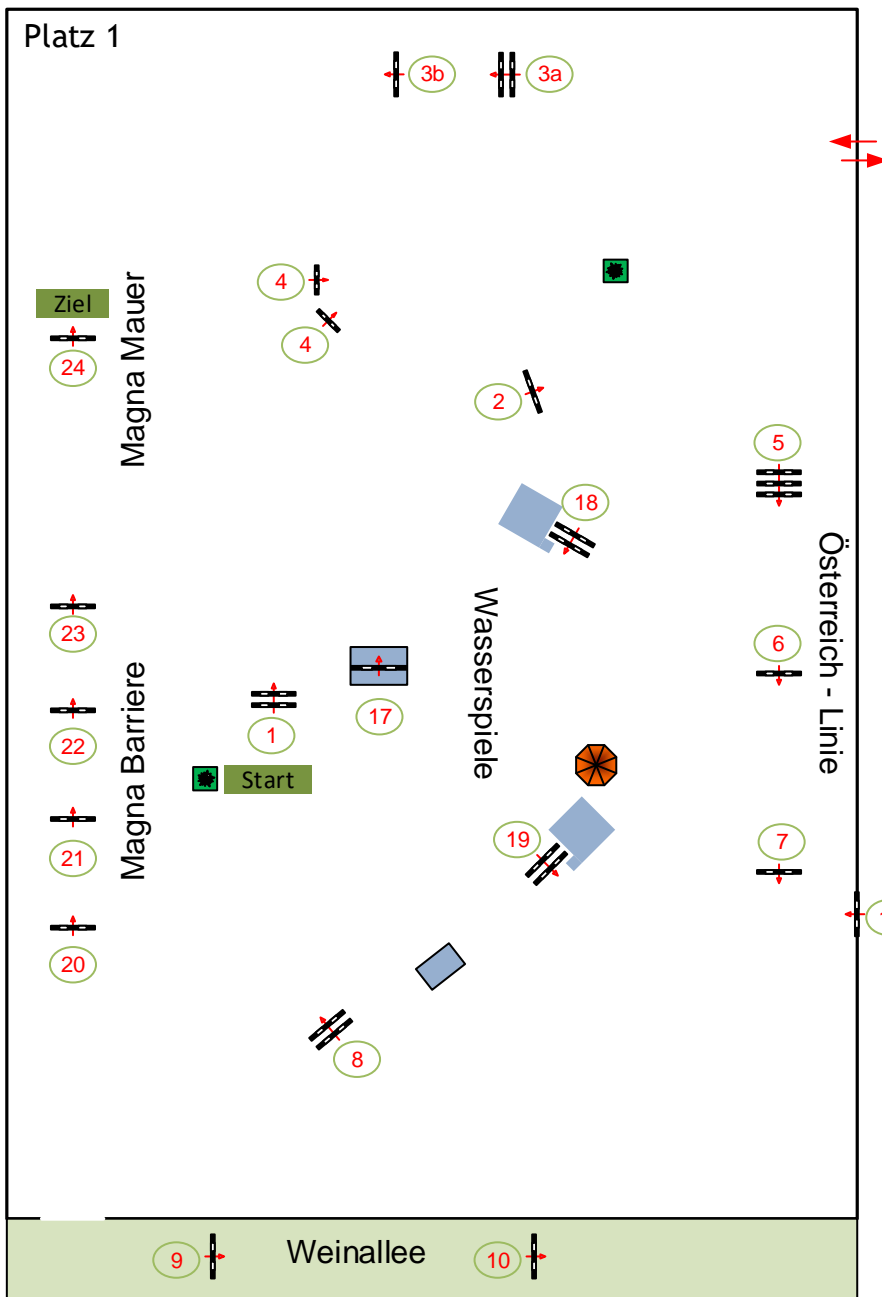 Platz 1
3b
3a
4
Ziel
4
24
Magna Mauer
2
5
18
Österreich - Linie
23
6
Wasserspiele
22
1
17
Magna Barriere
Start
21
19
7
20
8
9
Weinallee
10